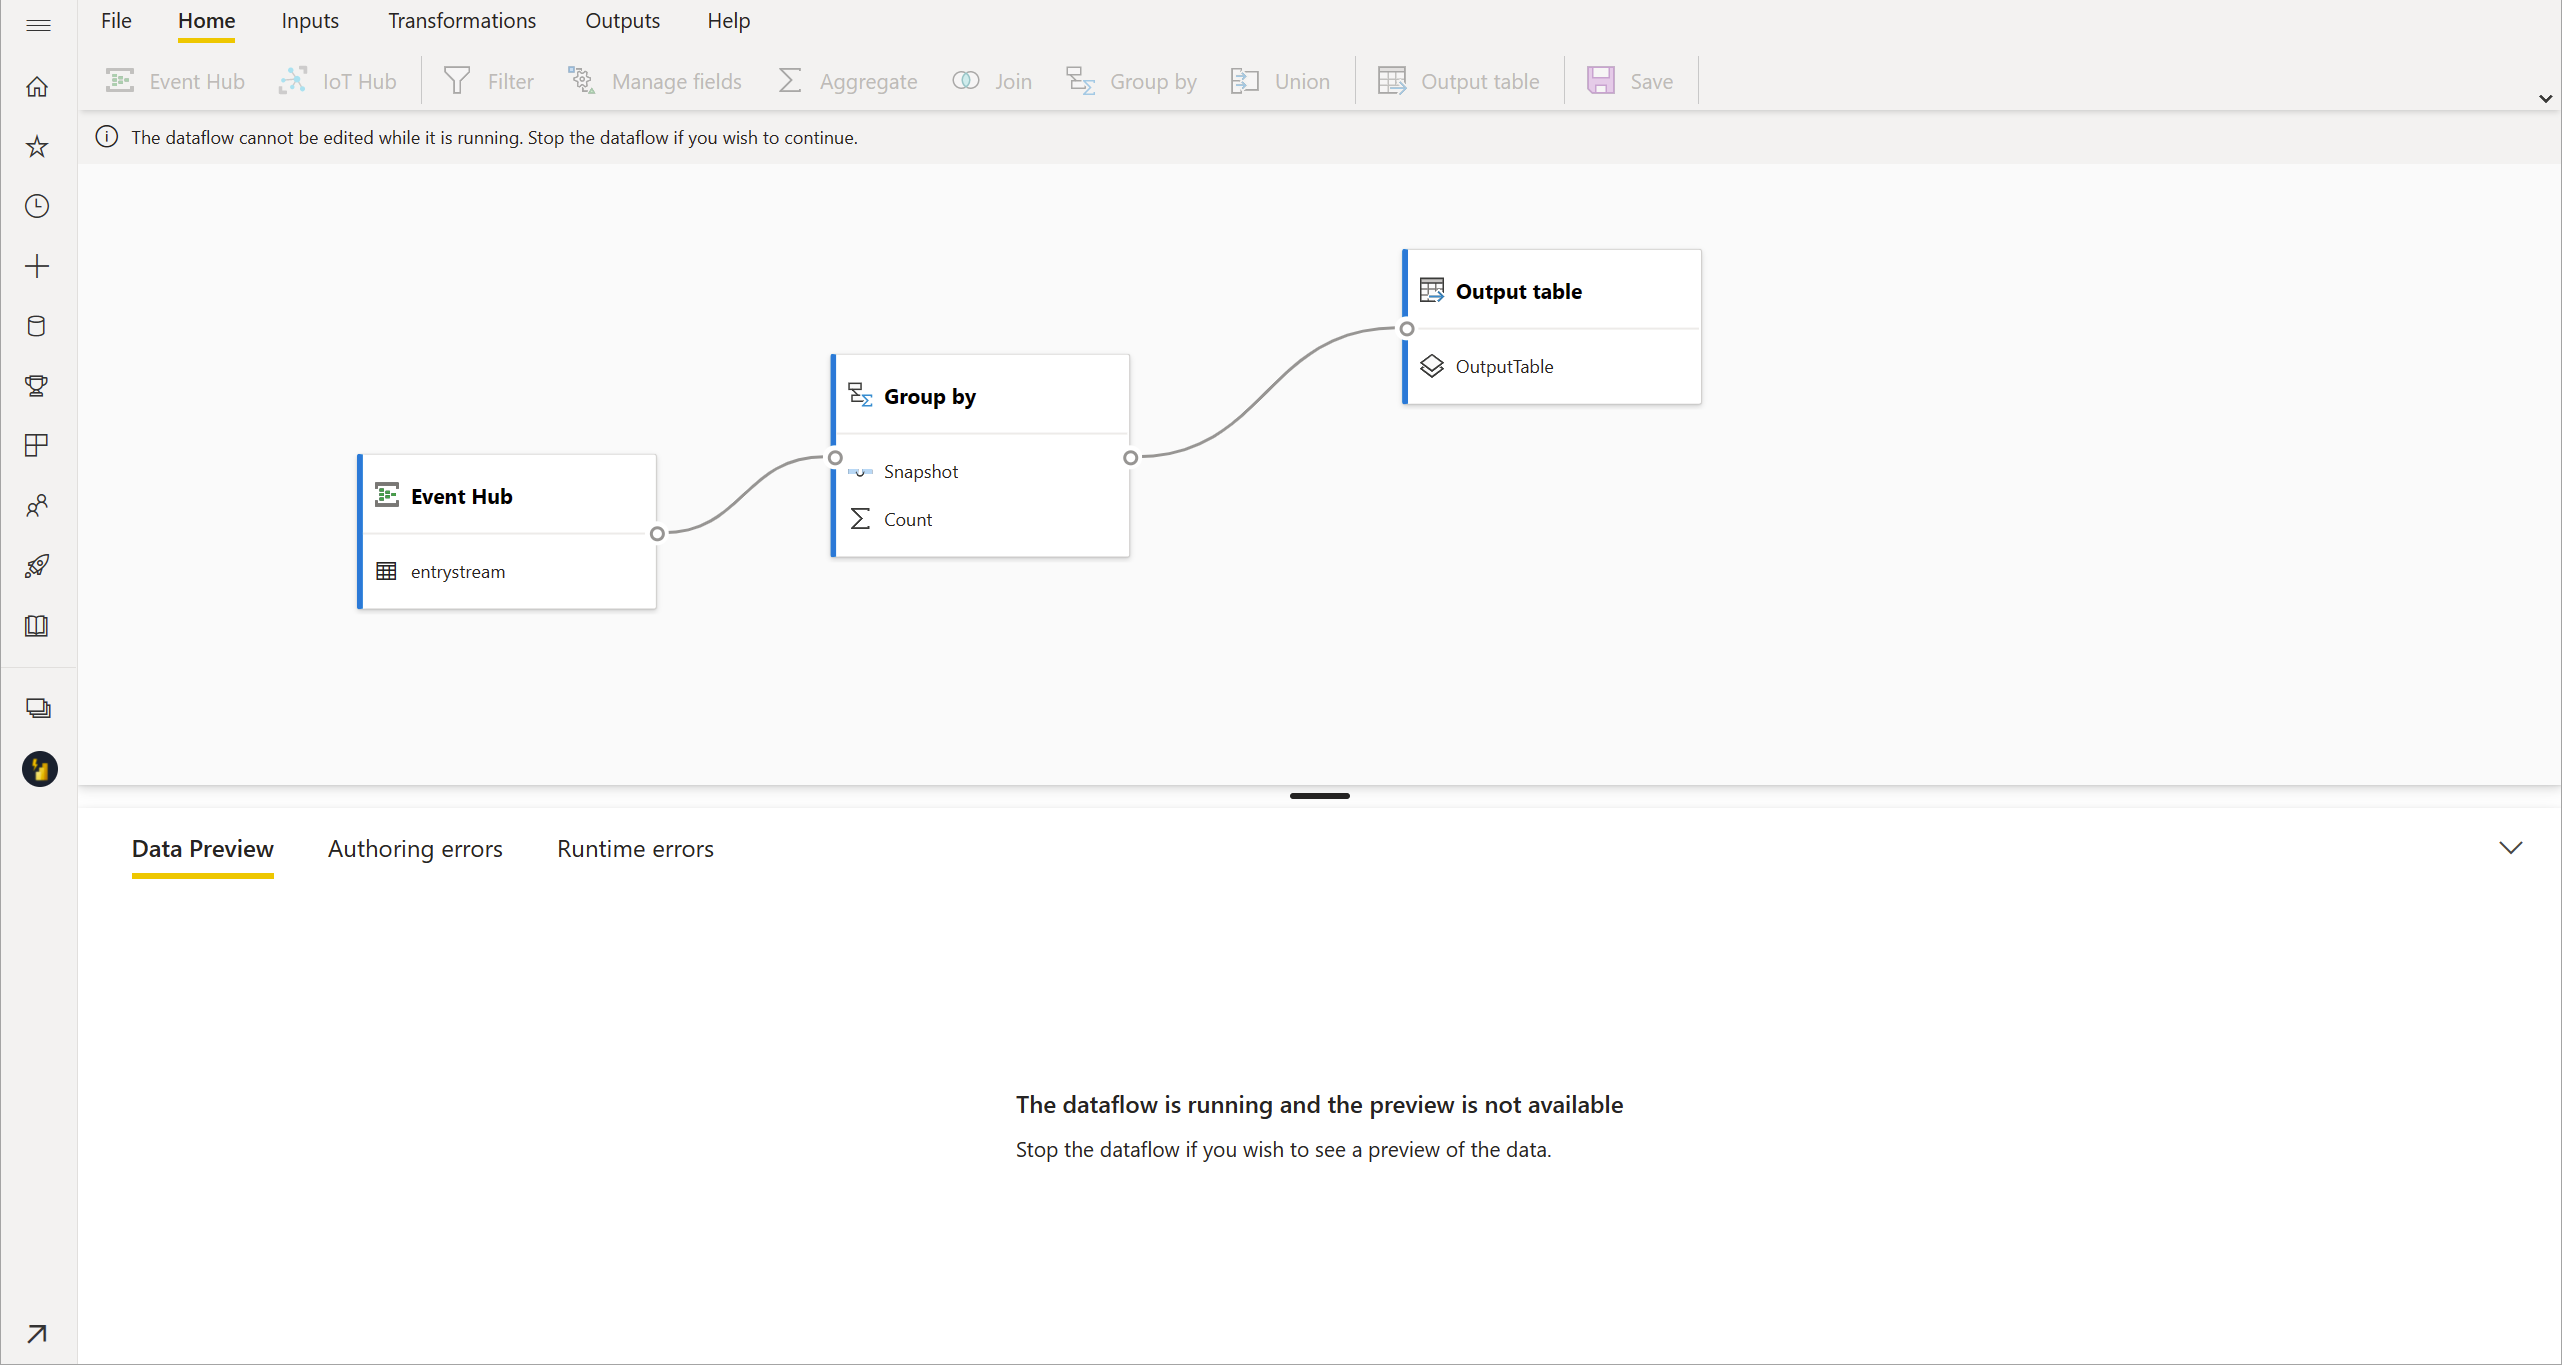 File Home Inputs Transformations Outputs Help
Event Hub IoT Hub Filter Manage fields Aggregate Join Group by Union Output table Save
The dataflow cannot be edited while it is running. Stop the dataflow if you wish to continue.
Output table
OutputTable
Group by
Snapshot
Count
Event Hub
entrystream
Data Preview Authoring errors Runtime errors
The dataflow is running and the preview is not available
Stop the dataflow if you wish to see a preview of the data.